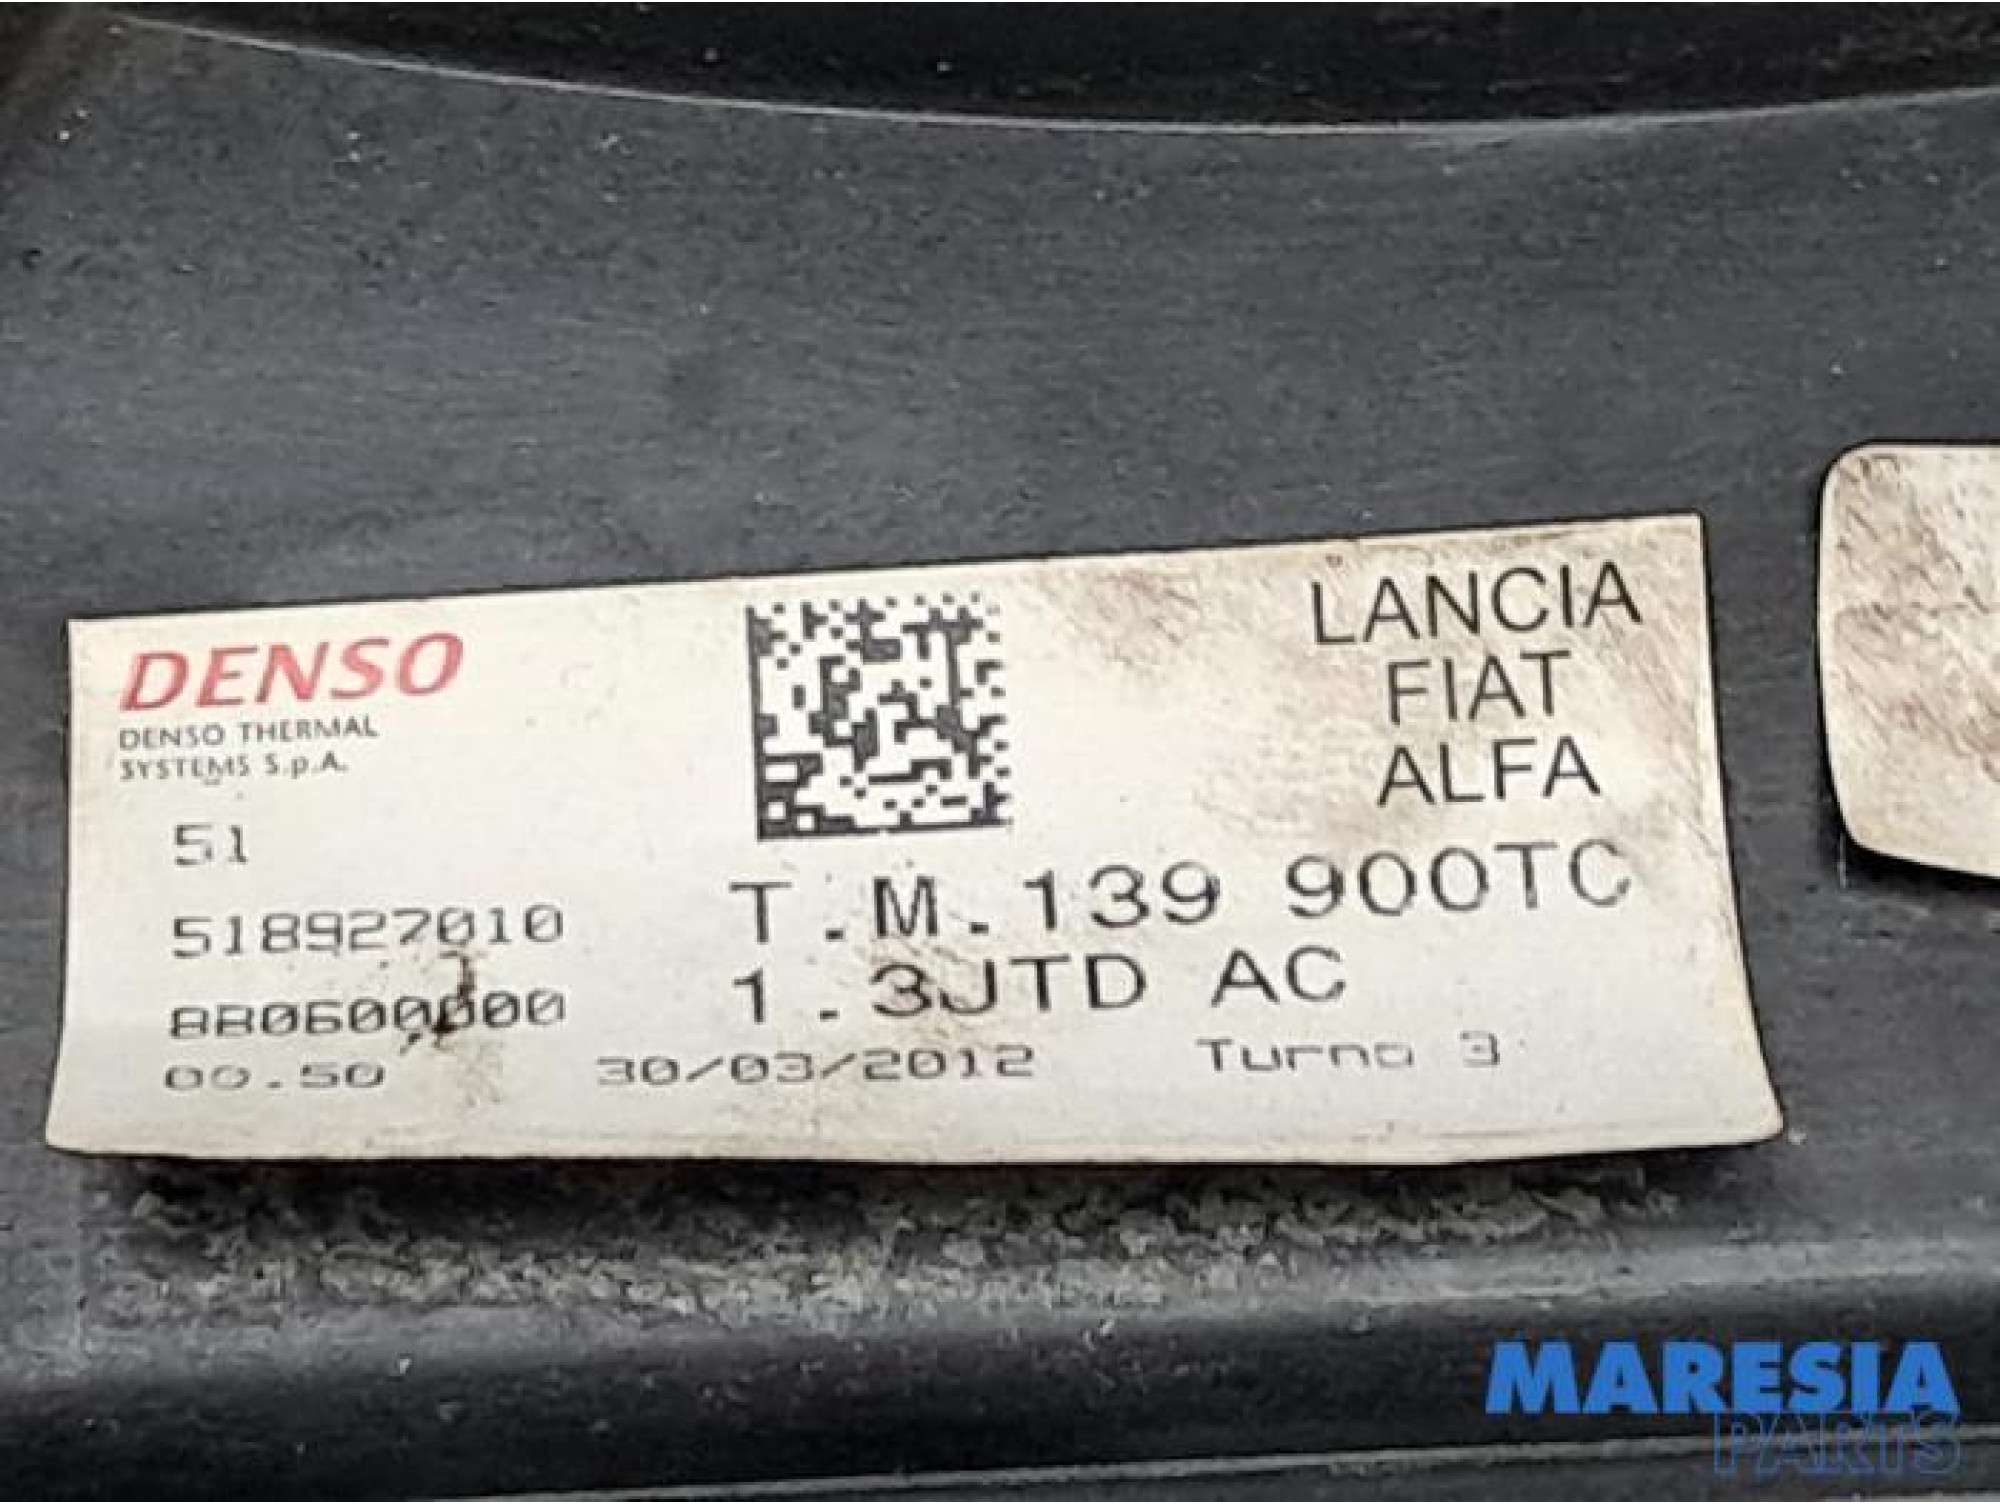 DENSO
DENSO THERMAL
SYSTEMS S.p.A.
LANCIA
FIAT
ALFA
51
518927010
T.M.139 900TC
880600000
1.3JTD AC
00.50 30/03/2012 Turno 3
MARESIA
PARTS